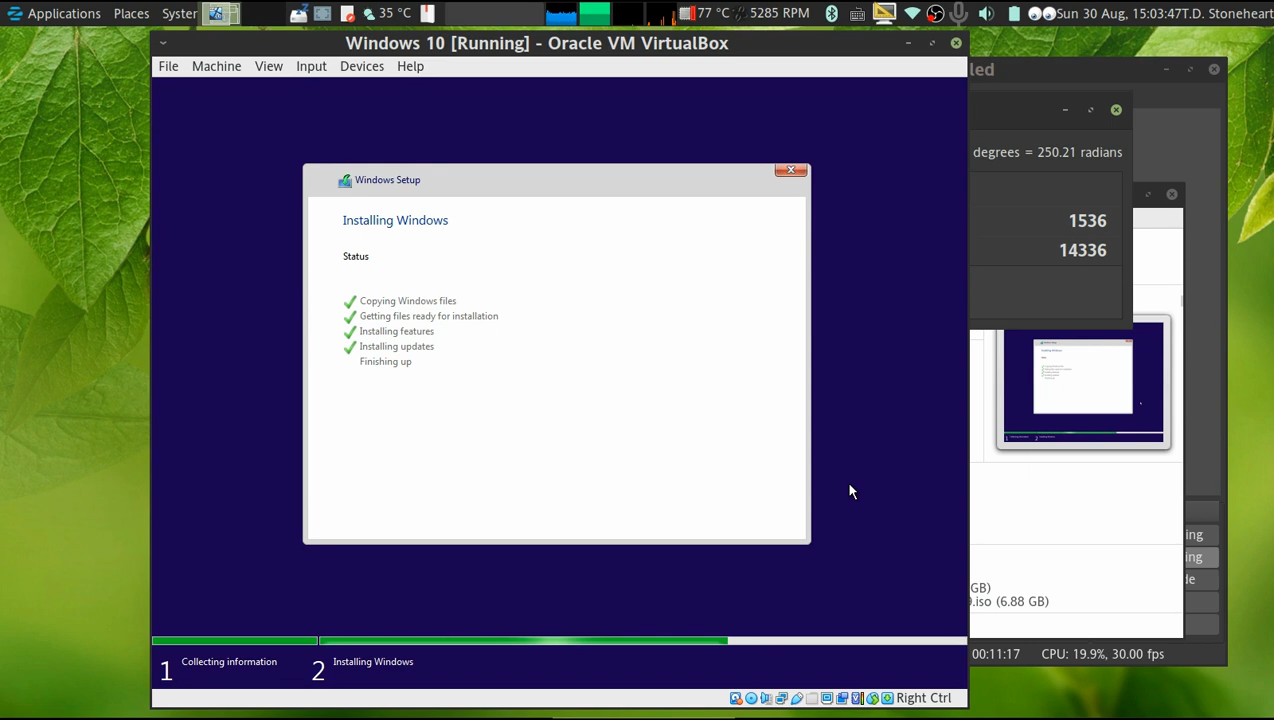 Applications Places System 35 °C 77 °C 5285 RPM Sun 30 Aug, 15:03:47 T.D. Stoneheart
Windows 10 [Running] - Oracle VM VirtualBox
File Machine View Input Devices Help
led
degrees = 250.21 radians
1536
14336
Windows Setup
Installing Windows
Status
Copying Windows files
Getting files ready for installation
Installing features
Installing updates
Finishing up
ing
ing
de
GB)
.iso (6.88 GB)
1 Collecting information 2 Installing Windows
00:11:17 CPU: 19.9%, 30.00 fps
Right Ctrl